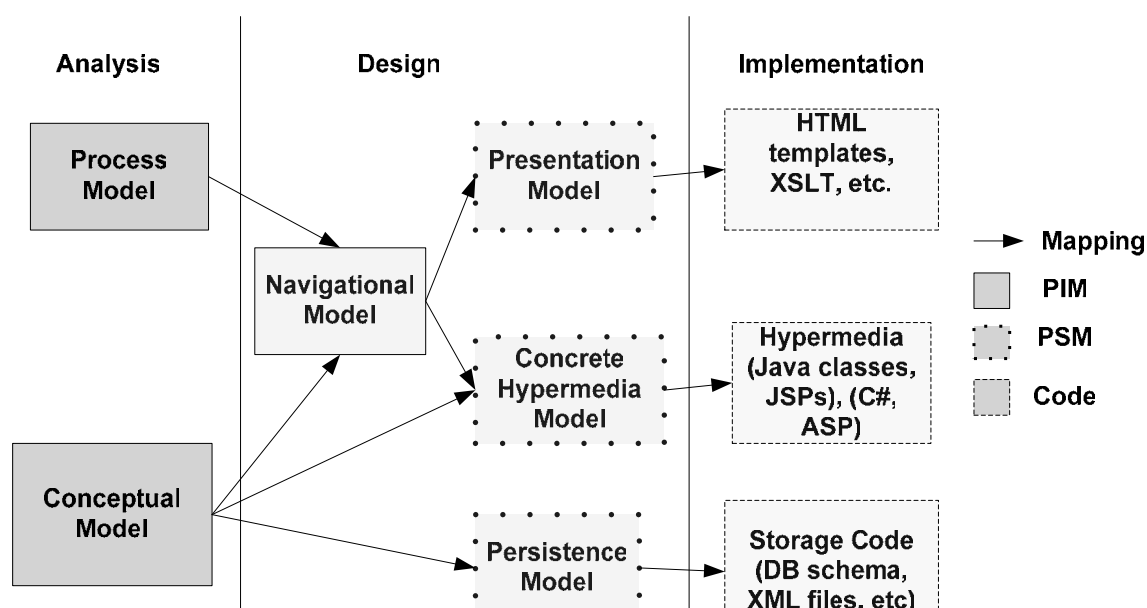 Analysis
Design
Implementation
Process
Model
Navigational
Model
Conceptual
Model
Presentation
Model
Concrete
Hypermedia
Model
Persistence
Model
HTML
templates,
XSLT, etc.
Hypermedia
(Java classes,
JSPs), (C#,
ASP)
Storage Code
(DB schema,
XML files, etc)
Mapping
PIM
PSM
Code